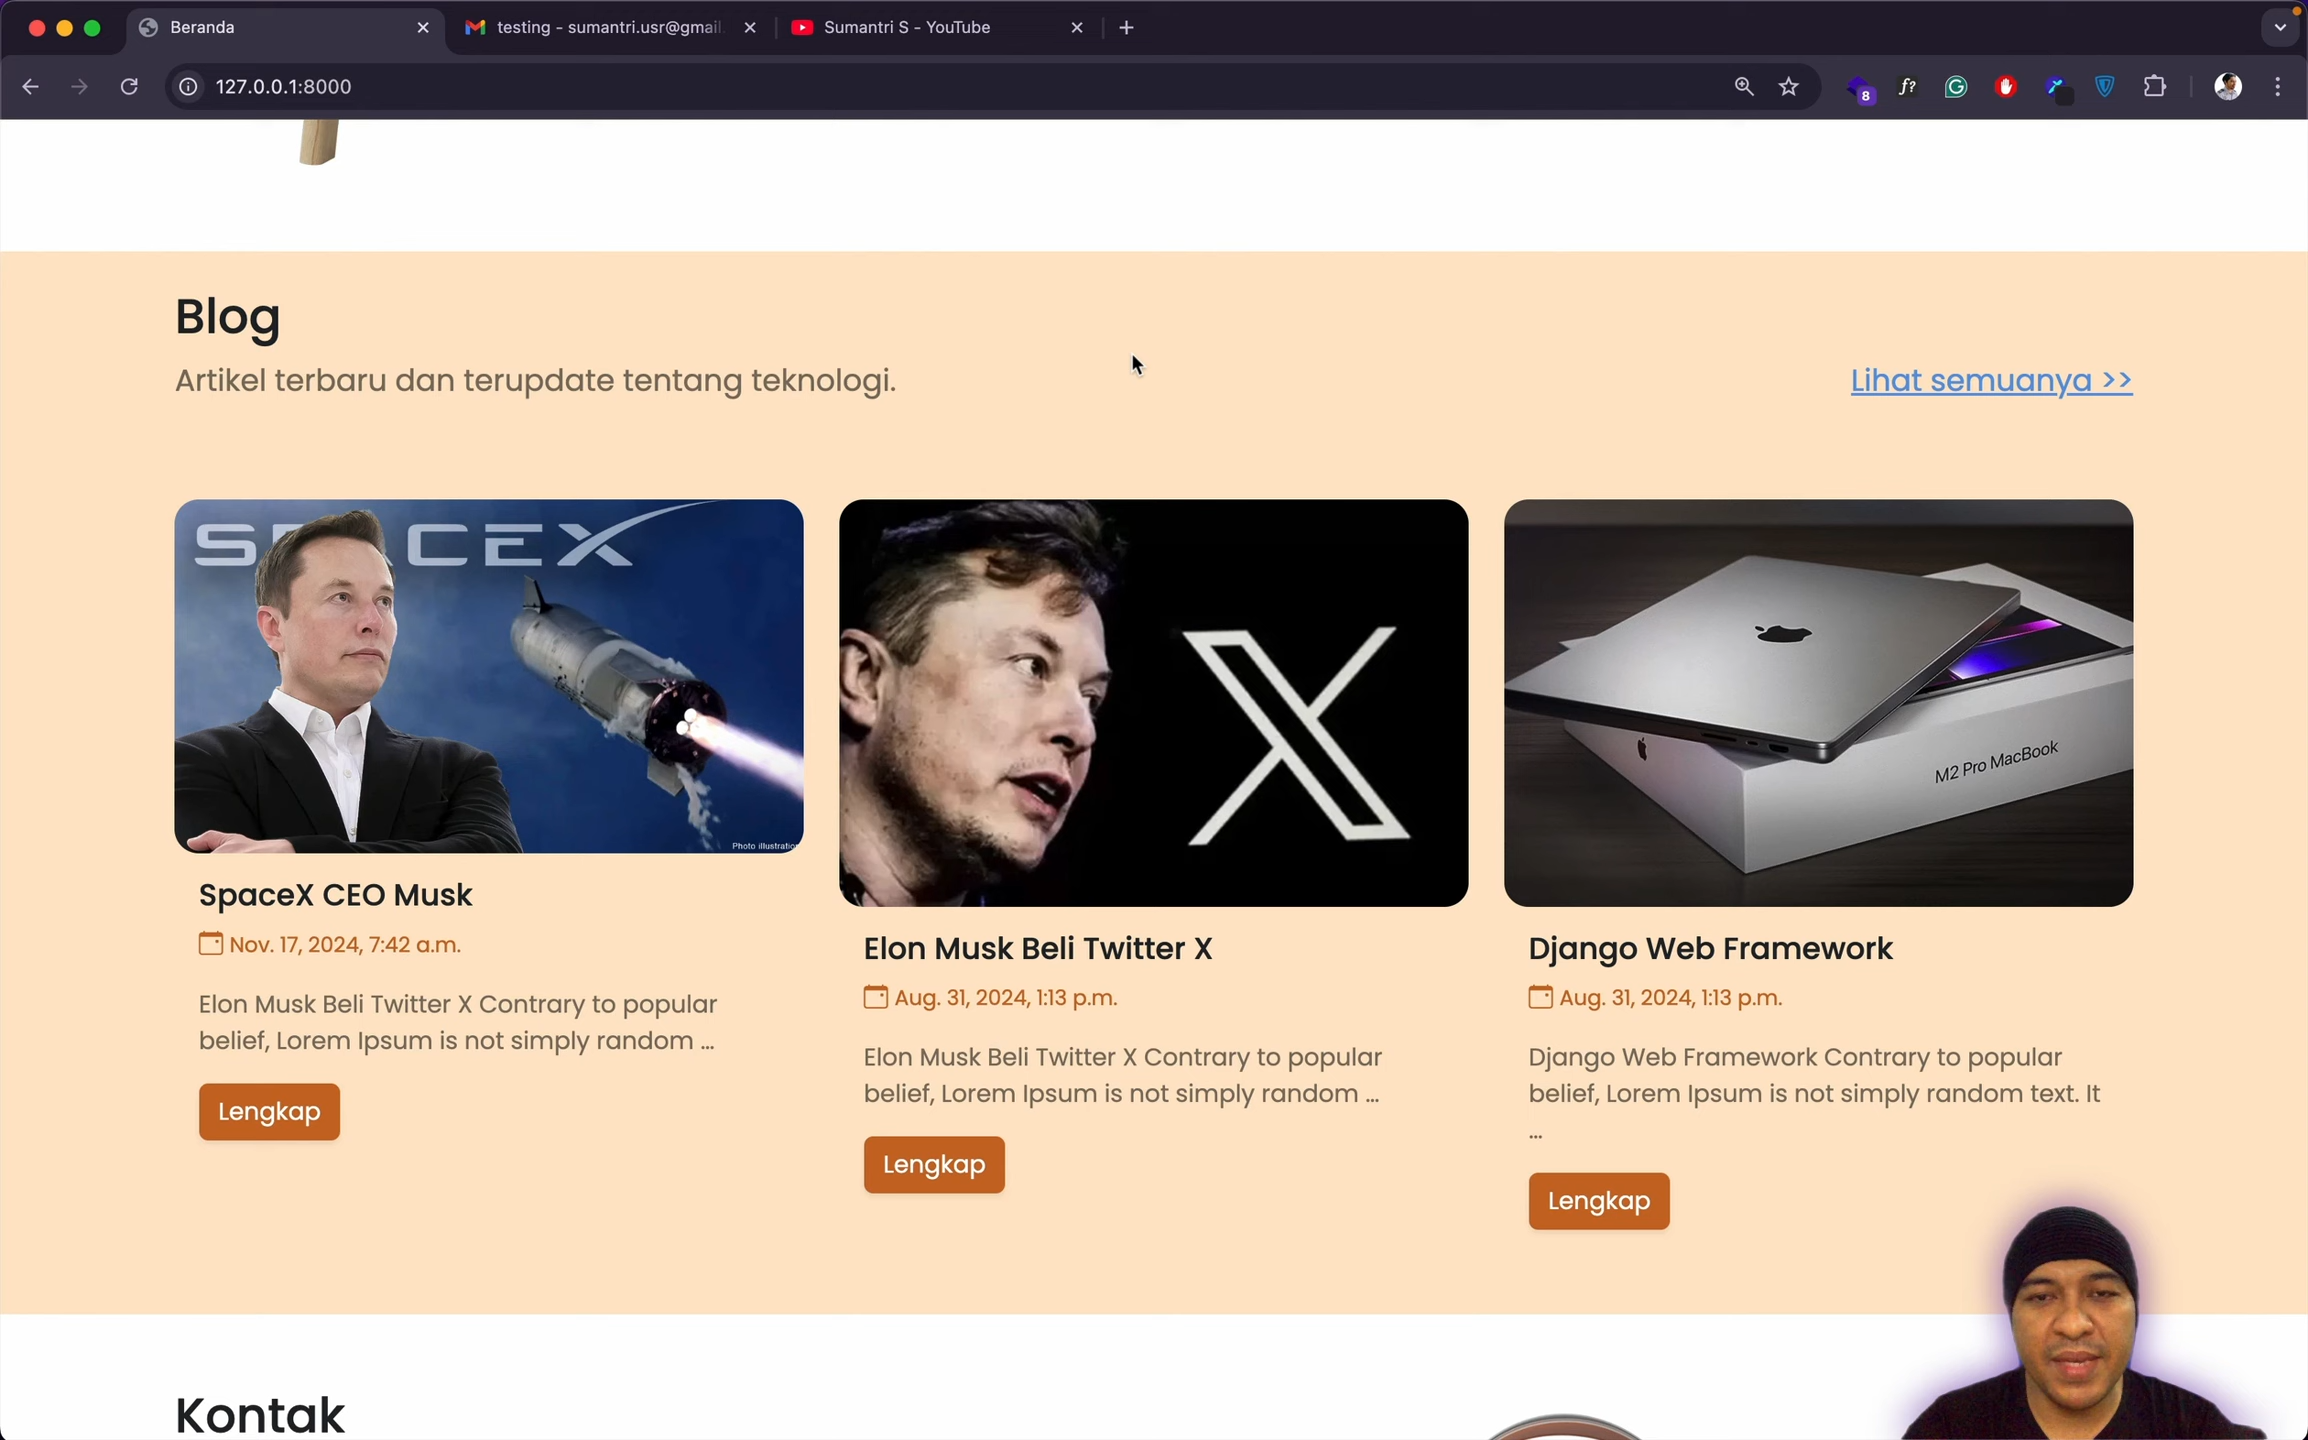 Beranda
testing - sumantri.usr@gmail.
Sumantri S - YouTube
127.0.0.1:8000
8
f?
Blog
Artikel terbaru dan terupdate tentang teknologi.
Lihat semuanya >>
SPACEX
Photo illustration
X
M2 Pro MacBook
SpaceX CEO Musk
Nov. 17, 2024, 7:42 a.m.
Elon Musk Beli Twitter X Contrary to popular
belief, Lorem Ipsum is not simply random ...
Lengkap
Elon Musk Beli Twitter X
Aug. 31, 2024, 1:13 p.m.
Elon Musk Beli Twitter X Contrary to popular
belief, Lorem Ipsum is not simply random ...
Lengkap
Django Web Framework
Aug. 31, 2024, 1:13 p.m.
Django Web Framework Contrary to popular
belief, Lorem Ipsum is not simply random text. It
...
Lengkap
Kontak